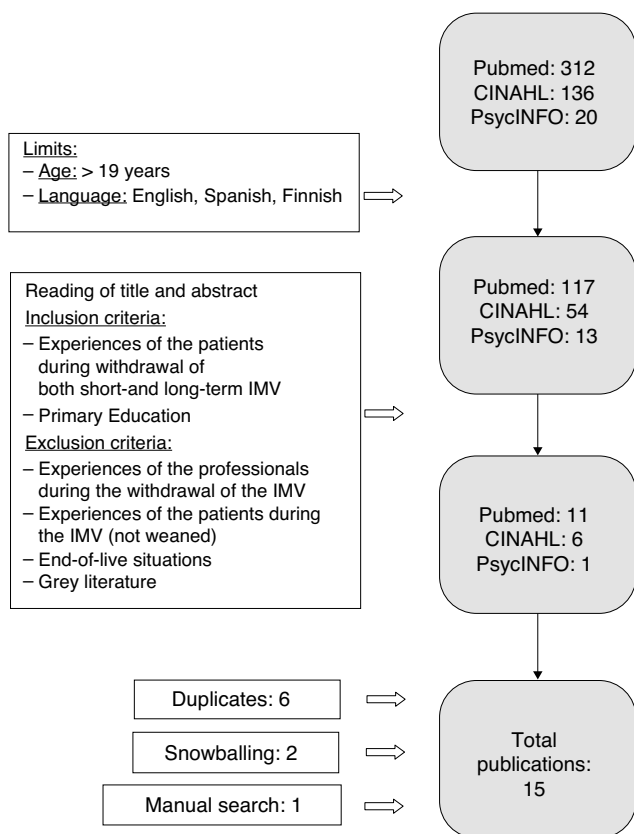 Pubmed: 312
CINAHL: 136
PsycINFO: 20
Limits:
– Age: > 19 years
– Language: English, Spanish, Finnish
Pubmed: 117
CINAHL: 54
PsycINFO: 13
Reading of title and abstract
Inclusion criteria:
– Experiences of the patients
during withdrawal of
both short-and long-term IMV
– Primary Education
Exclusion criteria:
– Experiences of the professionals
during the withdrawal of the IMV
– Experiences of the patients during
the IMV (not weaned)
– End-of-live situations
– Grey literature
Pubmed: 11
CINAHL: 6
PsycINFO: 1
Duplicates: 6
Snowballing: 2
Manual search: 1
Total
publications:
15